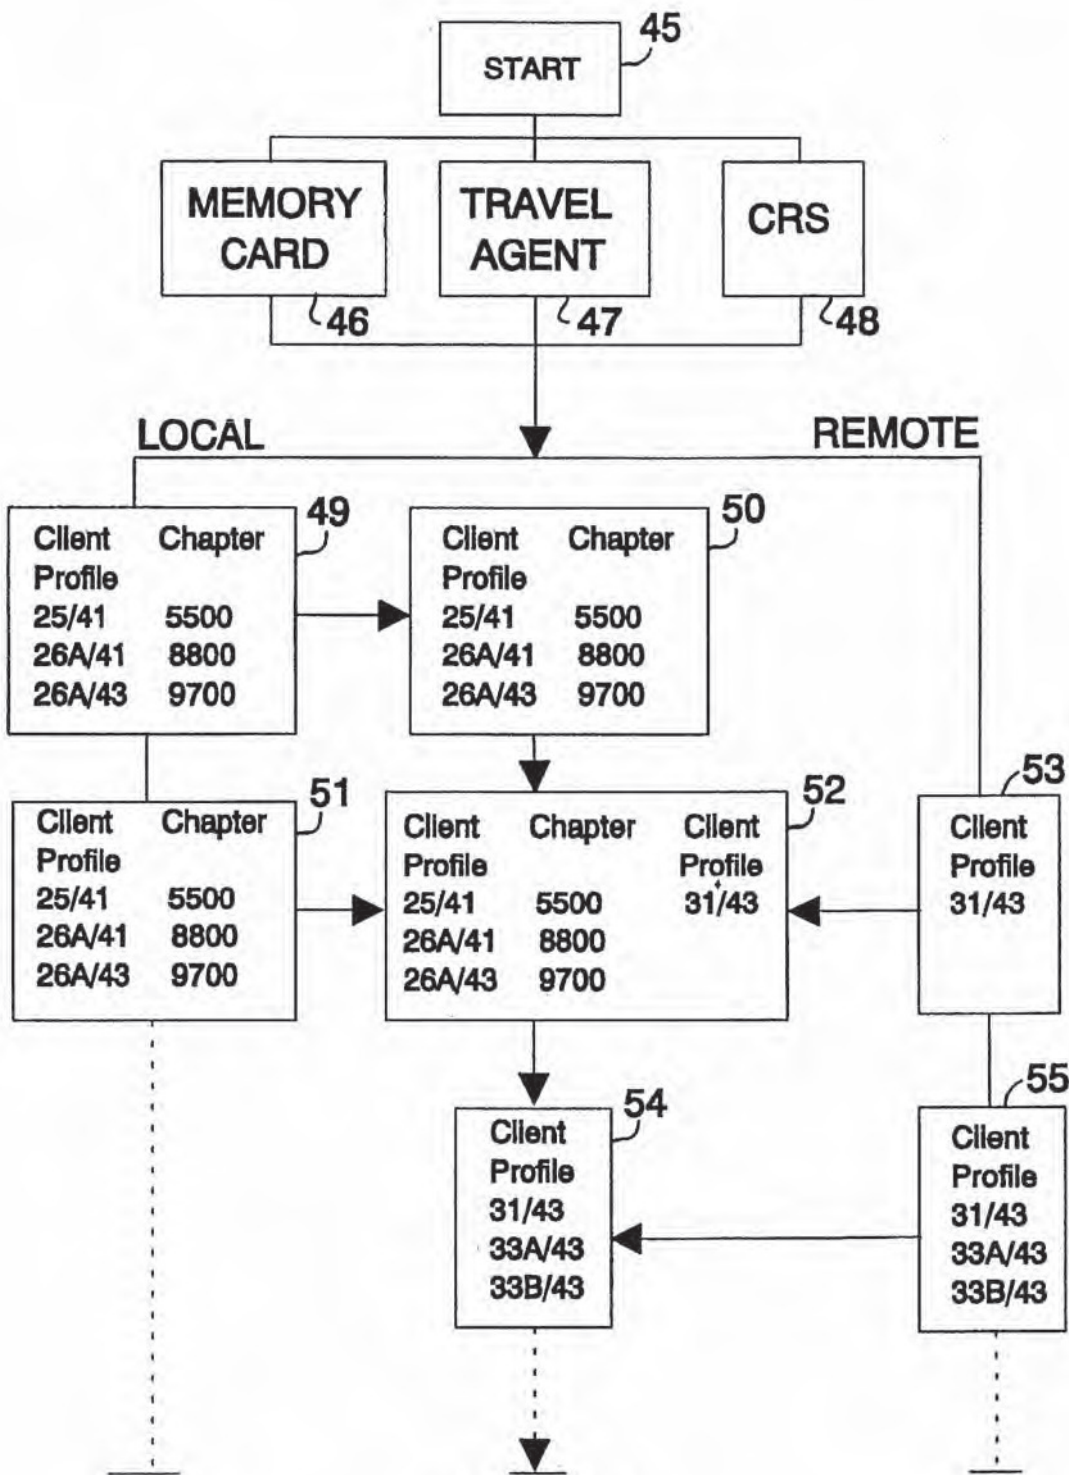 45
START
MEMORY
CARD
46
TRAVEL
AGENT
47
CRS
48
LOCAL
REMOTE
49
Client Chapter
Profile
25/41 5500
26A/41 8800
26A/43 9700
50
Client Chapter
Profile
25/41 5500
26A/41 8800
26A/43 9700
51
Client Chapter
Profile
25/41 5500
26A/41 8800
26A/43 9700
52
Client Chapter Client
Profile Profile
25/41 5500 31/43
26A/41 8800
26A/43 9700
53
Client
Profile
31/43
54
Client
Profile
31/43
33A/43
33B/43
55
Client
Profile
31/43
33A/43
33B/43